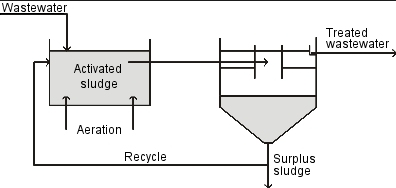 Wastewater
Treated
wastewater
Activated
sludge
Aeration
Recycle
Surplus
sludge